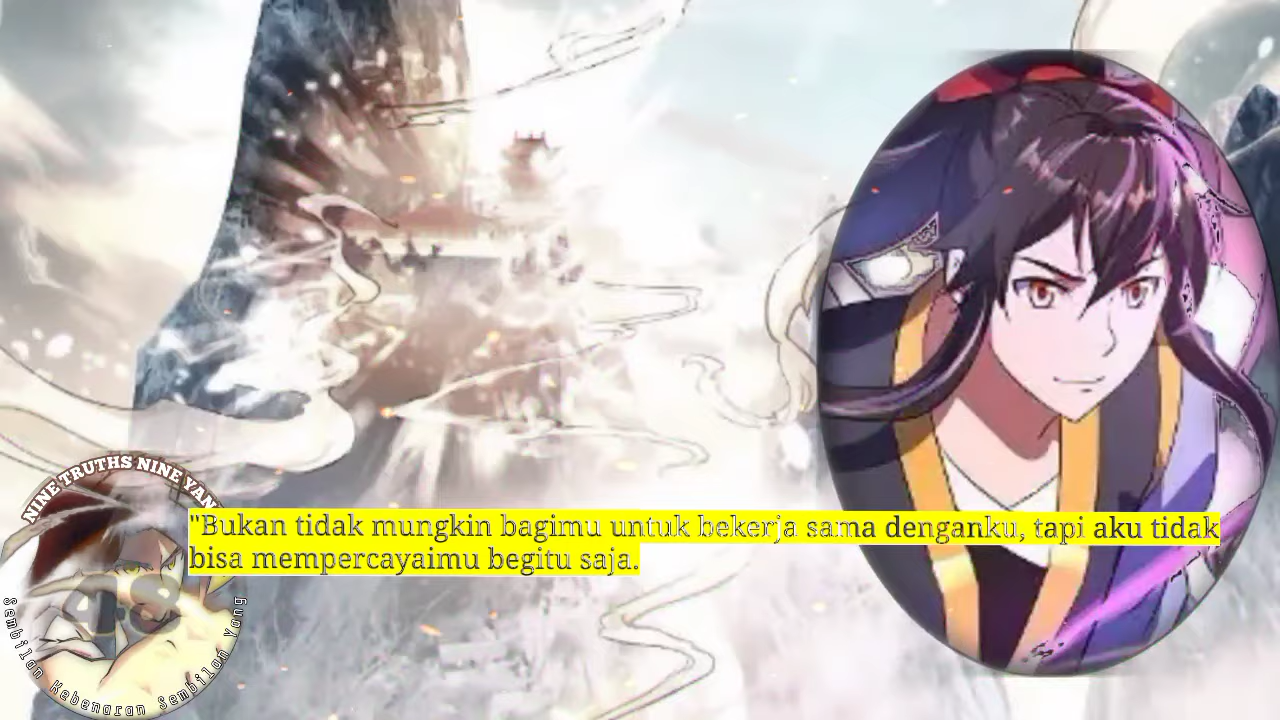 NINE TRUTHS NINE YANG
"Bukan tidak mungkin bagimu untuk bekerja sama denganku, tapi aku tidak
bisa mempercayaimu begitu saja.
48
Sembilan Kebenaran Sembilan Yang